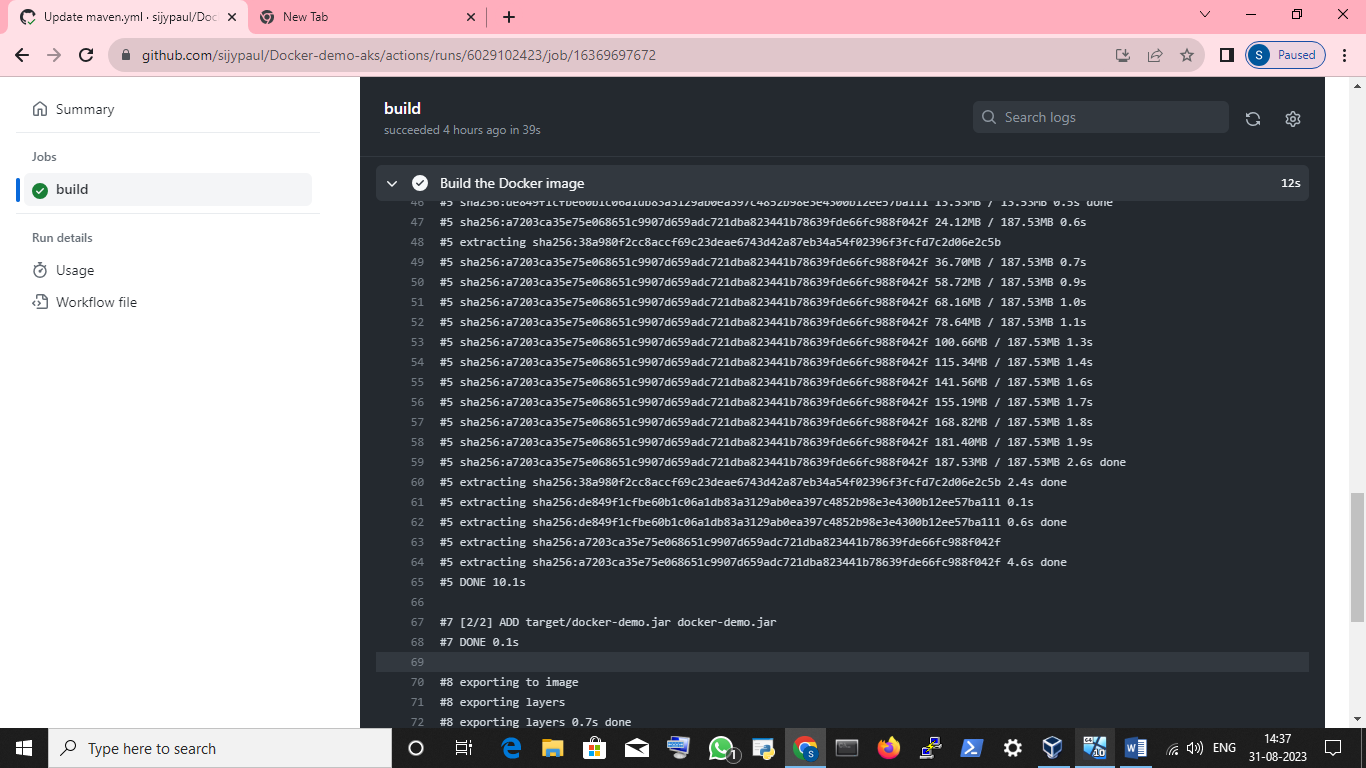 Update maven.yml · sijypaul/Doc
New Tab
github.com/sijypaul/Docker-demo-aks/actions/runs/6029102423/job/16369697672
S Paused
Summary
Jobs
build
Run details
Usage
Workflow file
build
succeeded 4 hours ago in 39s
Search logs
Build the Docker image 12s
46 #5 sha256:de849f1cfbe60b1c06a1db83a3129ab0ea397c4852b98e3e4300b12ee57ba111 13.53MB / 13.53MB 0.5s done
47 #5 sha256:a7203ca35e75e068651c9907d659adc721dba823441b78639fde66fc988f042f 24.12MB / 187.53MB 0.6s
48 #5 extracting sha256:38a980f2cc8accf69c23deae6743d42a87eb34a54f02396f3fcfd7c2d06e2c5b
49 #5 sha256:a7203ca35e75e068651c9907d659adc721dba823441b78639fde66fc988f042f 36.70MB / 187.53MB 0.7s
50 #5 sha256:a7203ca35e75e068651c9907d659adc721dba823441b78639fde66fc988f042f 58.72MB / 187.53MB 0.9s
51 #5 sha256:a7203ca35e75e068651c9907d659adc721dba823441b78639fde66fc988f042f 68.16MB / 187.53MB 1.0s
52 #5 sha256:a7203ca35e75e068651c9907d659adc721dba823441b78639fde66fc988f042f 78.64MB / 187.53MB 1.1s
53 #5 sha256:a7203ca35e75e068651c9907d659adc721dba823441b78639fde66fc988f042f 100.66MB / 187.53MB 1.3s
54 #5 sha256:a7203ca35e75e068651c9907d659adc721dba823441b78639fde66fc988f042f 115.34MB / 187.53MB 1.4s
55 #5 sha256:a7203ca35e75e068651c9907d659adc721dba823441b78639fde66fc988f042f 141.56MB / 187.53MB 1.6s
56 #5 sha256:a7203ca35e75e068651c9907d659adc721dba823441b78639fde66fc988f042f 155.19MB / 187.53MB 1.7s
57 #5 sha256:a7203ca35e75e068651c9907d659adc721dba823441b78639fde66fc988f042f 168.82MB / 187.53MB 1.8s
58 #5 sha256:a7203ca35e75e068651c9907d659adc721dba823441b78639fde66fc988f042f 181.40MB / 187.53MB 1.9s
59 #5 sha256:a7203ca35e75e068651c9907d659adc721dba823441b78639fde66fc988f042f 187.53MB / 187.53MB 2.6s done
60 #5 extracting sha256:38a980f2cc8accf69c23deae6743d42a87eb34a54f02396f3fcfd7c2d06e2c5b 2.4s done
61 #5 extracting sha256:de849f1cfbe60b1c06a1db83a3129ab0ea397c4852b98e3e4300b12ee57ba111 0.1s
62 #5 extracting sha256:de849f1cfbe60b1c06a1db83a3129ab0ea397c4852b98e3e4300b12ee57ba111 0.6s done
63 #5 extracting sha256:a7203ca35e75e068651c9907d659adc721dba823441b78639fde66fc988f042f
64 #5 extracting sha256:a7203ca35e75e068651c9907d659adc721dba823441b78639fde66fc988f042f 4.6s done
65 #5 DONE 10.1s
66
67 #7 [2/2] ADD target/docker-demo.jar docker-demo.jar
68 #7 DONE 0.1s
69
70 #8 exporting to image
71 #8 exporting layers
72 #8 exporting layers 0.7s done
Type here to search
1
S
10
ENG
14:37
31-08-2023